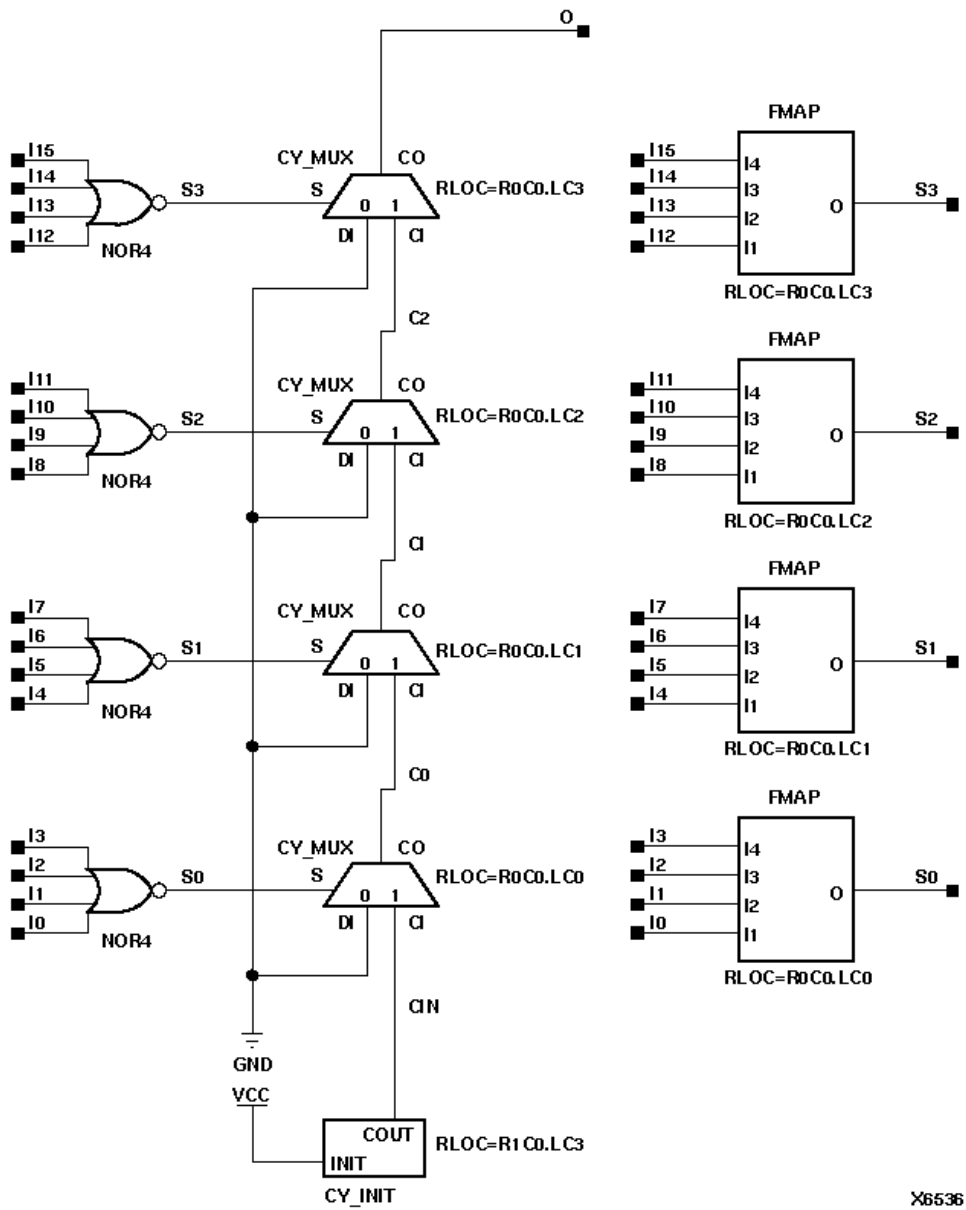 O
FMAP
I15
I14
I13
I12
NOR4
S3
CY_MUX
CO
S
0 1
DI
CI
RLOC=R0C0.LC3
I15
I14
I13
I12
I4
I3
I2
I1
O
S3
RLOC=R0C0.LC3
C2
FMAP
I11
I10
I9
I8
NOR4
S2
CY_MUX
CO
S
0 1
DI
CI
RLOC=R0C0.LC2
I11
I10
I9
I8
I4
I3
I2
I1
O
S2
RLOC=R0C0.LC2
CI
FMAP
I7
I6
I5
I4
NOR4
S1
CY_MUX
CO
S
0 1
DI
CI
RLOC=R0C0.LC1
I7
I6
I5
I4
I4
I3
I2
I1
O
S1
RLOC=R0C0.LC1
C0
FMAP
I3
I2
I1
I0
NOR4
S0
CY_MUX
CO
S
0 1
DI
CI
RLOC=R0C0.LC0
I3
I2
I1
I0
I4
I3
I2
I1
O
S0
RLOC=R0C0.LC0
CIN
GND
VCC
COUT
INIT
RLOC=R1C0.LC3
CY_INIT
X6536